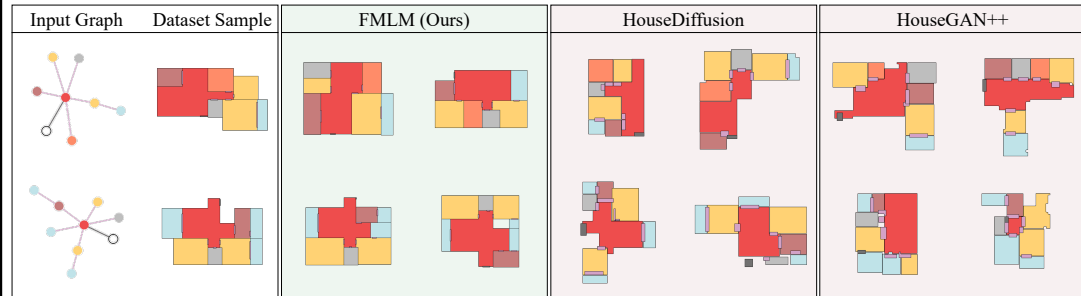 Input Graph
Dataset Sample
FMLM (Ours)
HouseDiffusion
HouseGAN++